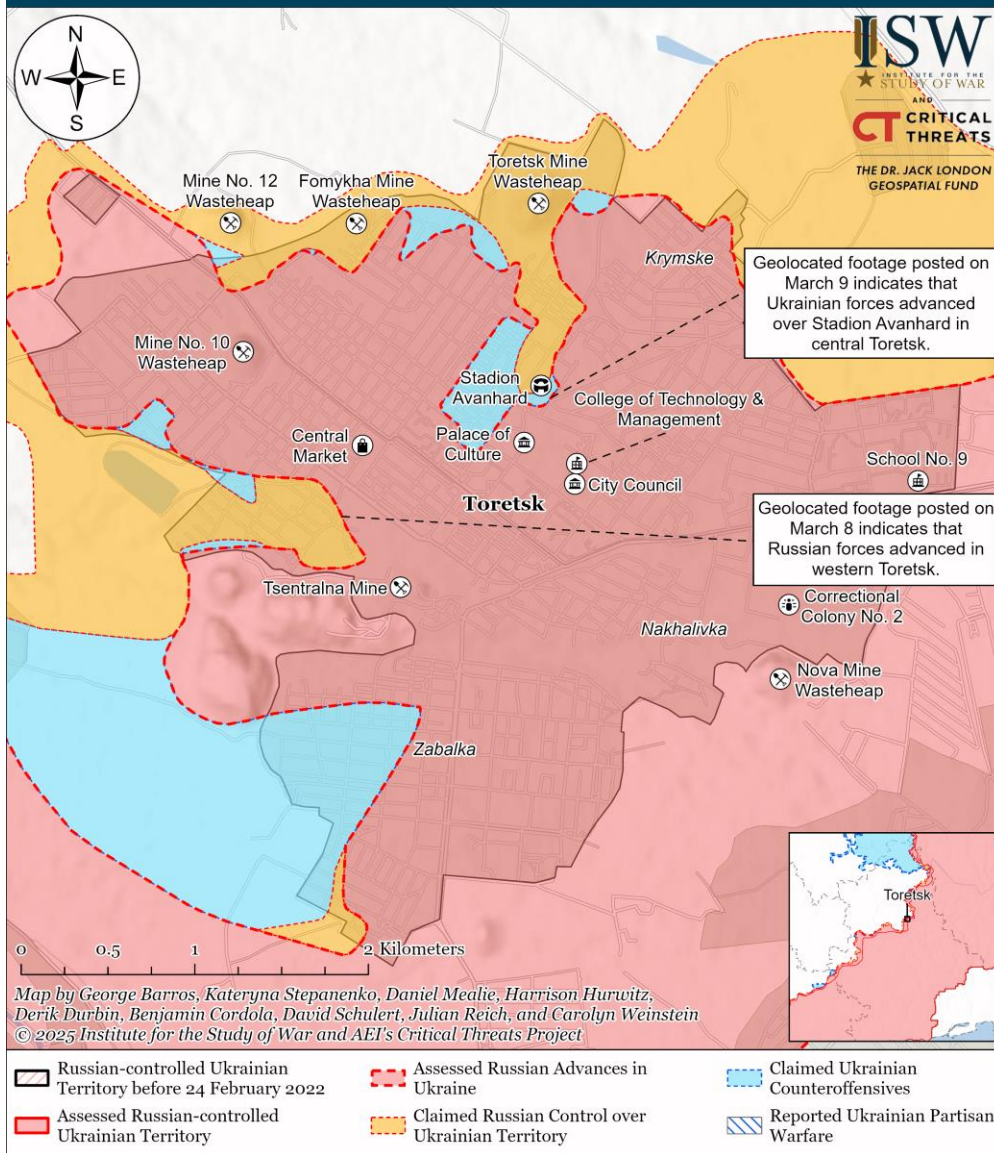 N
W
E
S
ISW
INSTITUTE FOR THE
STUDY OF WAR
AND
CT CRITICAL
THREATS
THE DR. JACK LONDON
GEOSPATIAL FUND
Mine No. 12
Wasteheap
Fomykha Mine
Wasteheap
Toretsk Mine
Wasteheap
Krymske
Geolocated footage posted on
March 9 indicates that
Ukrainian forces advanced
over Stadion Avanhard in
central Toretsk.
Mine No. 10
Wasteheap
Stadion
Avanhard
College of Technology &
Management
Central
Market
Palace of
Culture
City Council
School No. 9
Toretsk
Geolocated footage posted on
March 8 indicates that
Russian forces advanced in
western Toretsk.
Tsentralna Mine
Correctional
Colony No. 2
Nakhalivka
Nova Mine
Wasteheap
Zabalka
Toretsk
0 0.5 1 2 Kilometers
Map by George Barros, Kateryna Stepanenko, Daniel Mealie, Harrison Hurwitz,
Derik Durbin, Benjamin Cordola, David Schulert, Julian Reich, and Carolyn Weinstein
© 2025 Institute for the Study of War and AEI's Critical Threats Project
Russian-controlled Ukrainian
Territory before 24 February 2022
Assessed Russian-controlled
Ukrainian Territory
Assessed Russian Advances in
Ukraine
Claimed Russian Control over
Ukrainian Territory
Claimed Ukrainian
Counteroffensives
Reported Ukrainian Partisan
Warfare